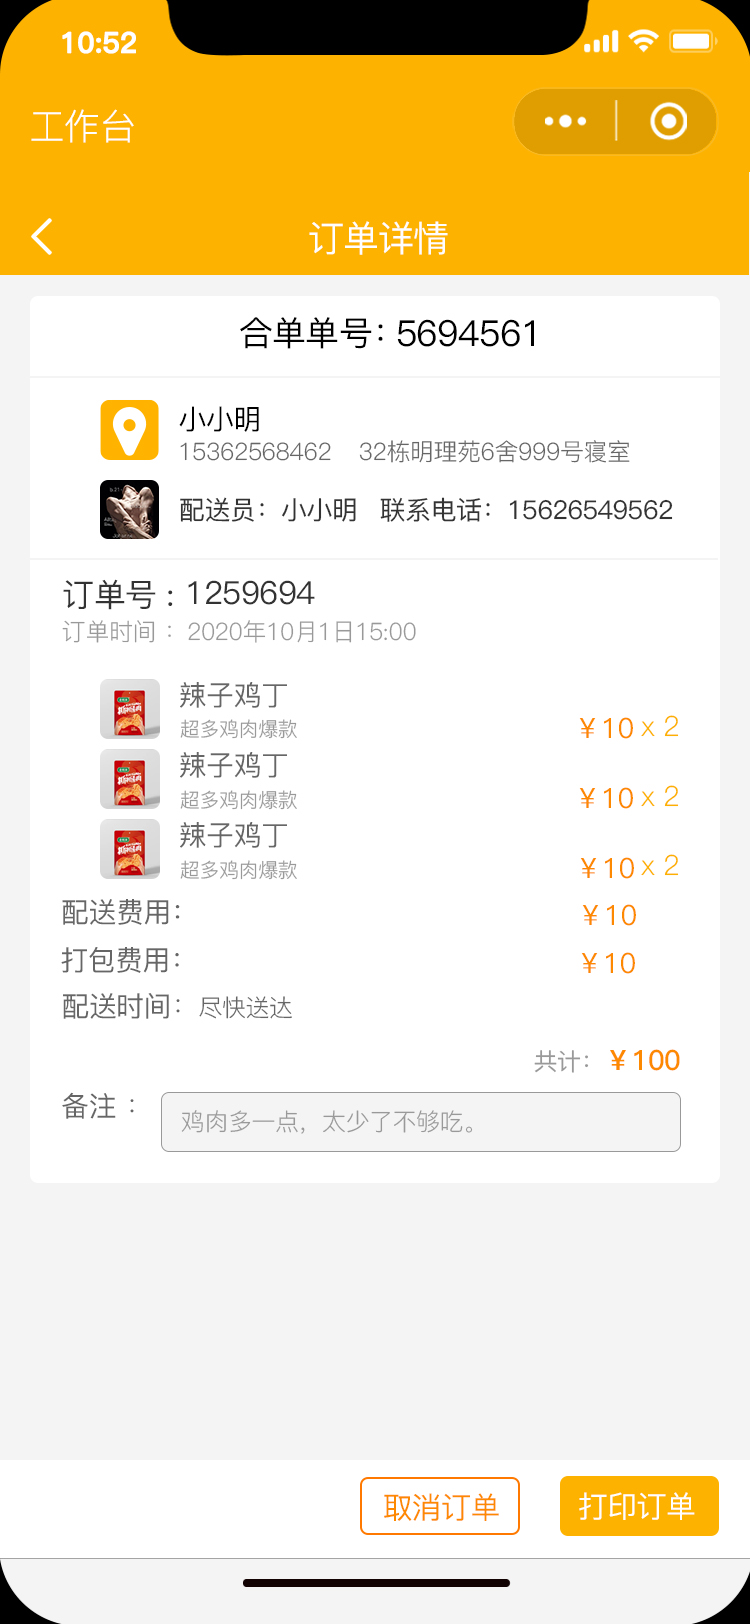 10:52
工作台
订单详情
合单单号: 5694561
小小明
15362568462 32栋明理苑6舍999号寝室
配送员: 小小明 联系电话: 15626549562
订单号 : 1259694
订单时间 : 2020年10月1日15:00
辣子鸡丁
超多鸡肉爆款
¥10 x 2
辣子鸡丁
超多鸡肉爆款
¥10 x 2
辣子鸡丁
超多鸡肉爆款
¥10 x 2
配送费用: ¥10
打包费用: ¥10
配送时间: 尽快送达
共计: ¥100
备注 : 鸡肉多一点，太少了不够吃。
取消订单 打印订单